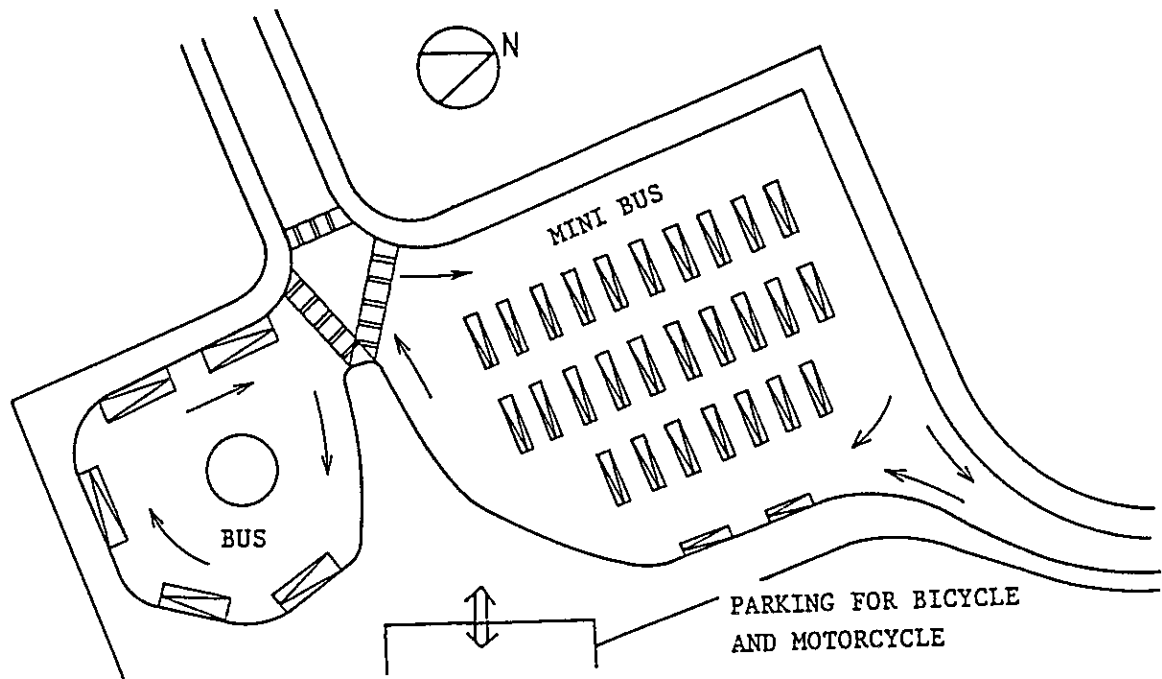 N
MINI BUS
BUS
PARKING FOR BICYCLE
AND MOTORCYCLE